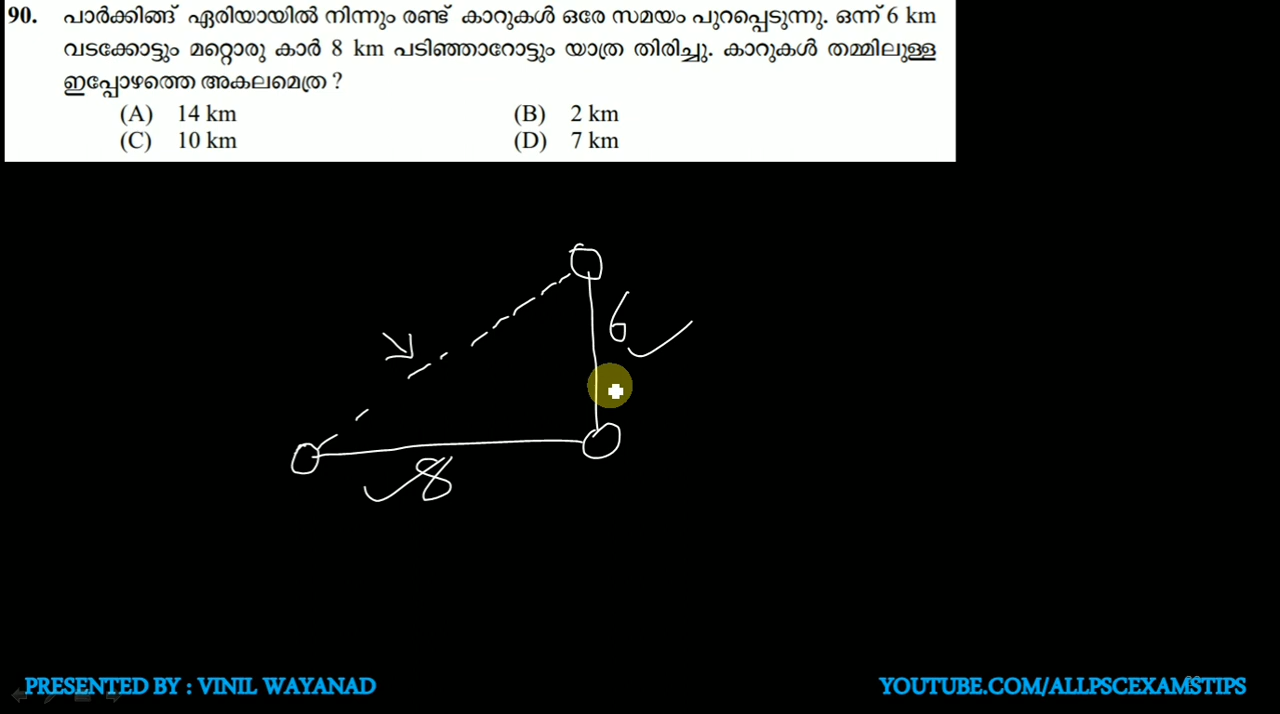 90. പാർക്കിങ്ങ് ഏരിയായിൽ നിന്നും രണ്ട് കാറുകൾ ഒരേ സമയം പുറപ്പെടുന്നു. ഒന്ന് 6 km
വടക്കോട്ടും മറ്റൊരു കാർ 8 km പടിഞ്ഞാറോട്ടും യാത്ര തിരിച്ചു. കാറുകൾ തമ്മിലുള്ള
ഇപ്പോഴത്തെ അകലമെത്ര ?
(A) 14 km (B) 2 km
(C) 10 km (D) 7 km
6
8
PRESENTED BY : VINIL WAYANAD YOUTUBE.COM/ALLPSCEXAMSTIPS